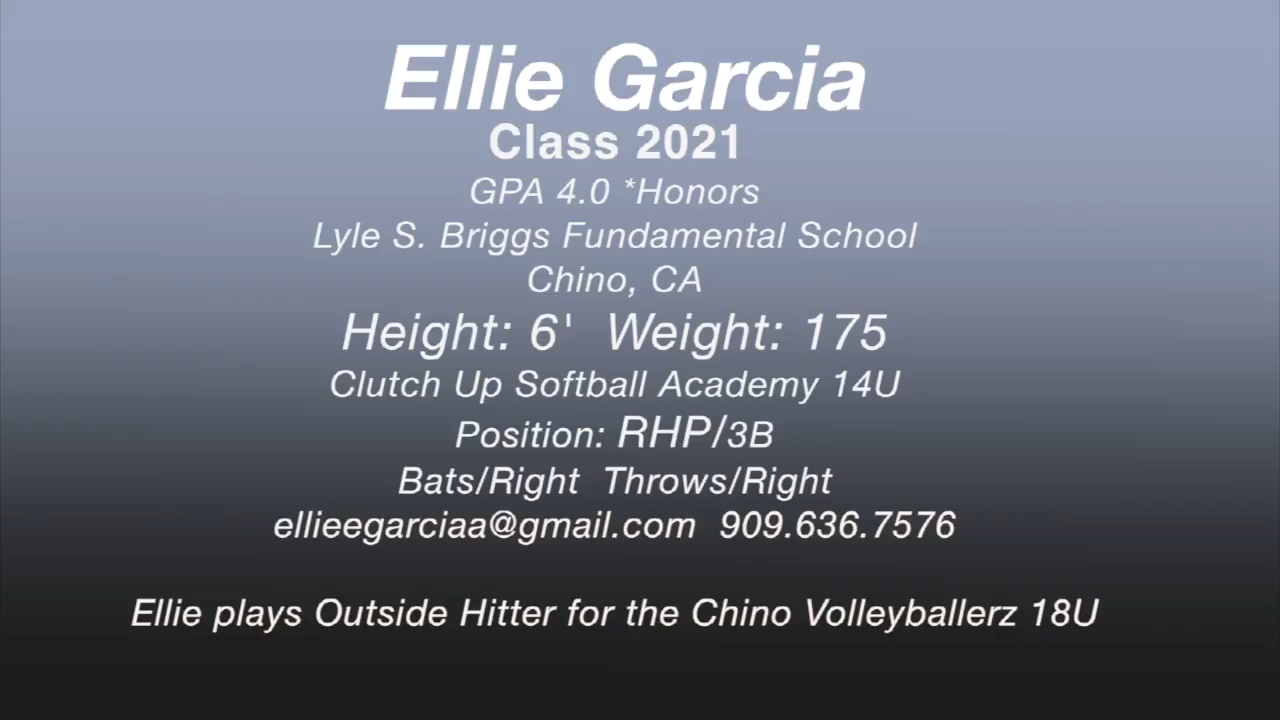 Ellie Garcia
Class 2021
GPA 4.0 *Honors
Lyle S. Briggs Fundamental School
Chino, CA
Height: 6' Weight: 175
Clutch Up Softball Academy 14U
Position: RHP/3B
Bats/Right Throws/Right
ellieegarciaa@gmail.com 909.636.7576
Ellie plays Outside Hitter for the Chino Volleyballerz 18U